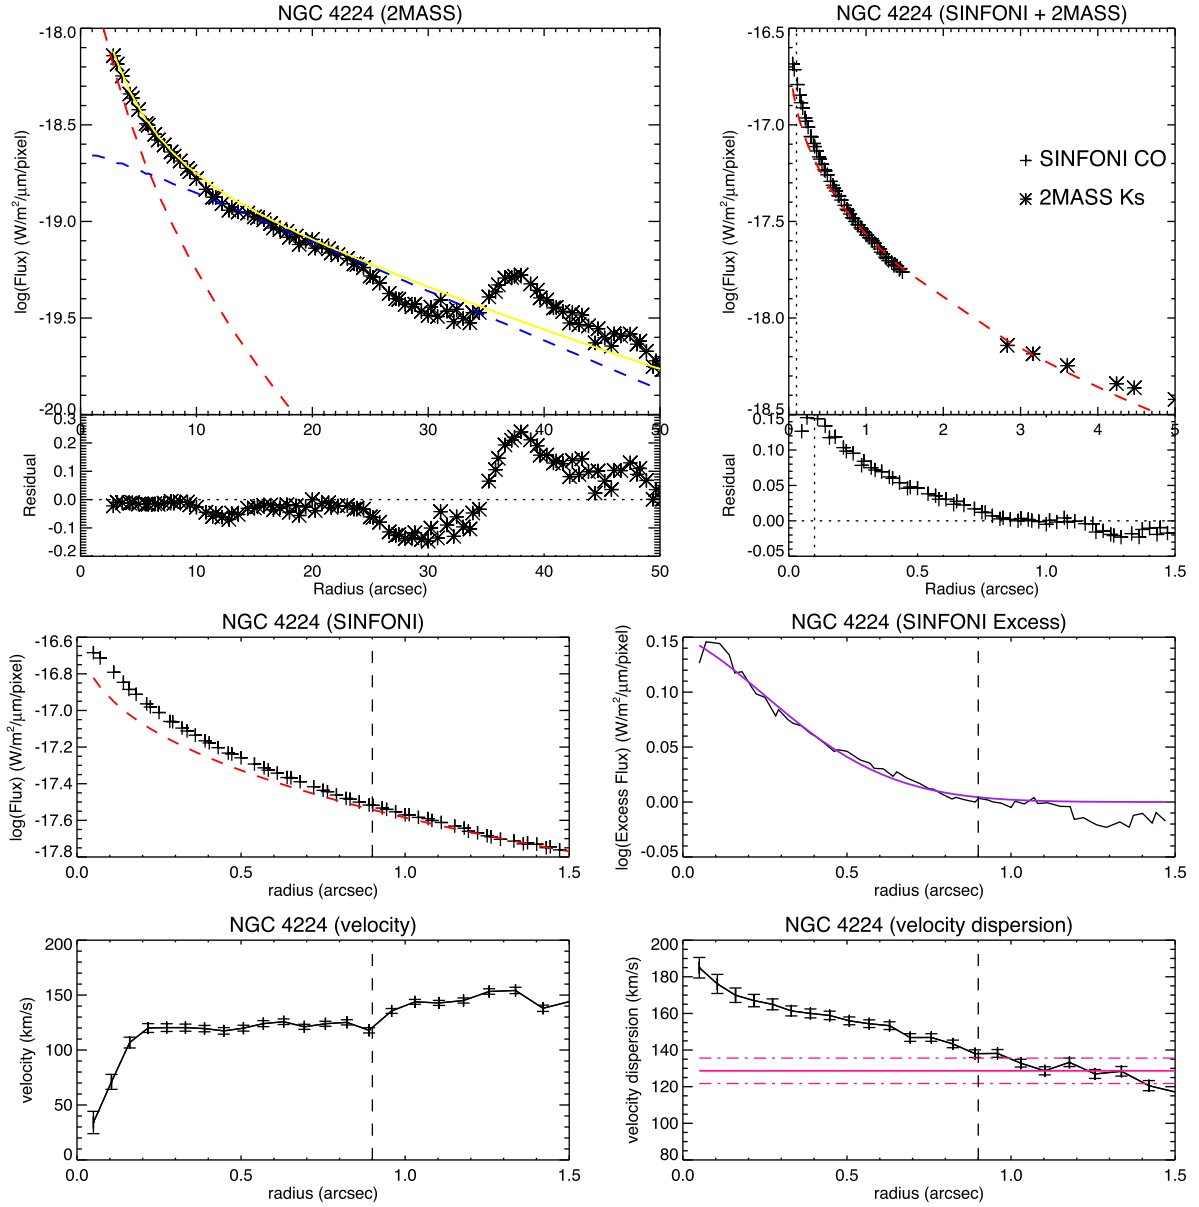 NGC 4224 (2MASS)
log(Flux) (W/m²/μm/pixel)
-18.0
-18.5
-19.0
-19.5
-20.0
0 10 20 30 40 50
Residual
0.3
0.2
0.1
0.0
-0.1
-0.2
0 10 20 30 40 50
Radius (arcsec)
NGC 4224 (SINFONI + 2MASS)
log(Flux) (W/m²/μm/pixel)
-16.5
-17.0
-17.5
-18.0
-18.5
SINFONI CO
2MASS Ks
0 1 2 3 4 5
Residual
0.15
0.10
0.05
0.00
-0.05
0.0 0.5 1.0 1.5
Radius (arcsec)
NGC 4224 (SINFONI)
log(Flux) (W/m²/μm/pixel)
-16.6
-16.8
-17.0
-17.2
-17.4
-17.6
-17.8
0.0 0.5 1.0 1.5
radius (arcsec)
NGC 4224 (SINFONI Excess)
log(Excess Flux) (W/m²/μm/pixel)
0.15
0.10
0.05
0.00
-0.05
0.0 0.5 1.0 1.5
radius (arcsec)
NGC 4224 (velocity)
velocity (km/s)
200
150
100
50
0
0.0 0.5 1.0 1.5
radius (arcsec)
NGC 4224 (velocity dispersion)
velocity dispersion (km/s)
200
180
160
140
120
100
80
0.0 0.5 1.0 1.5
radius (arcsec)